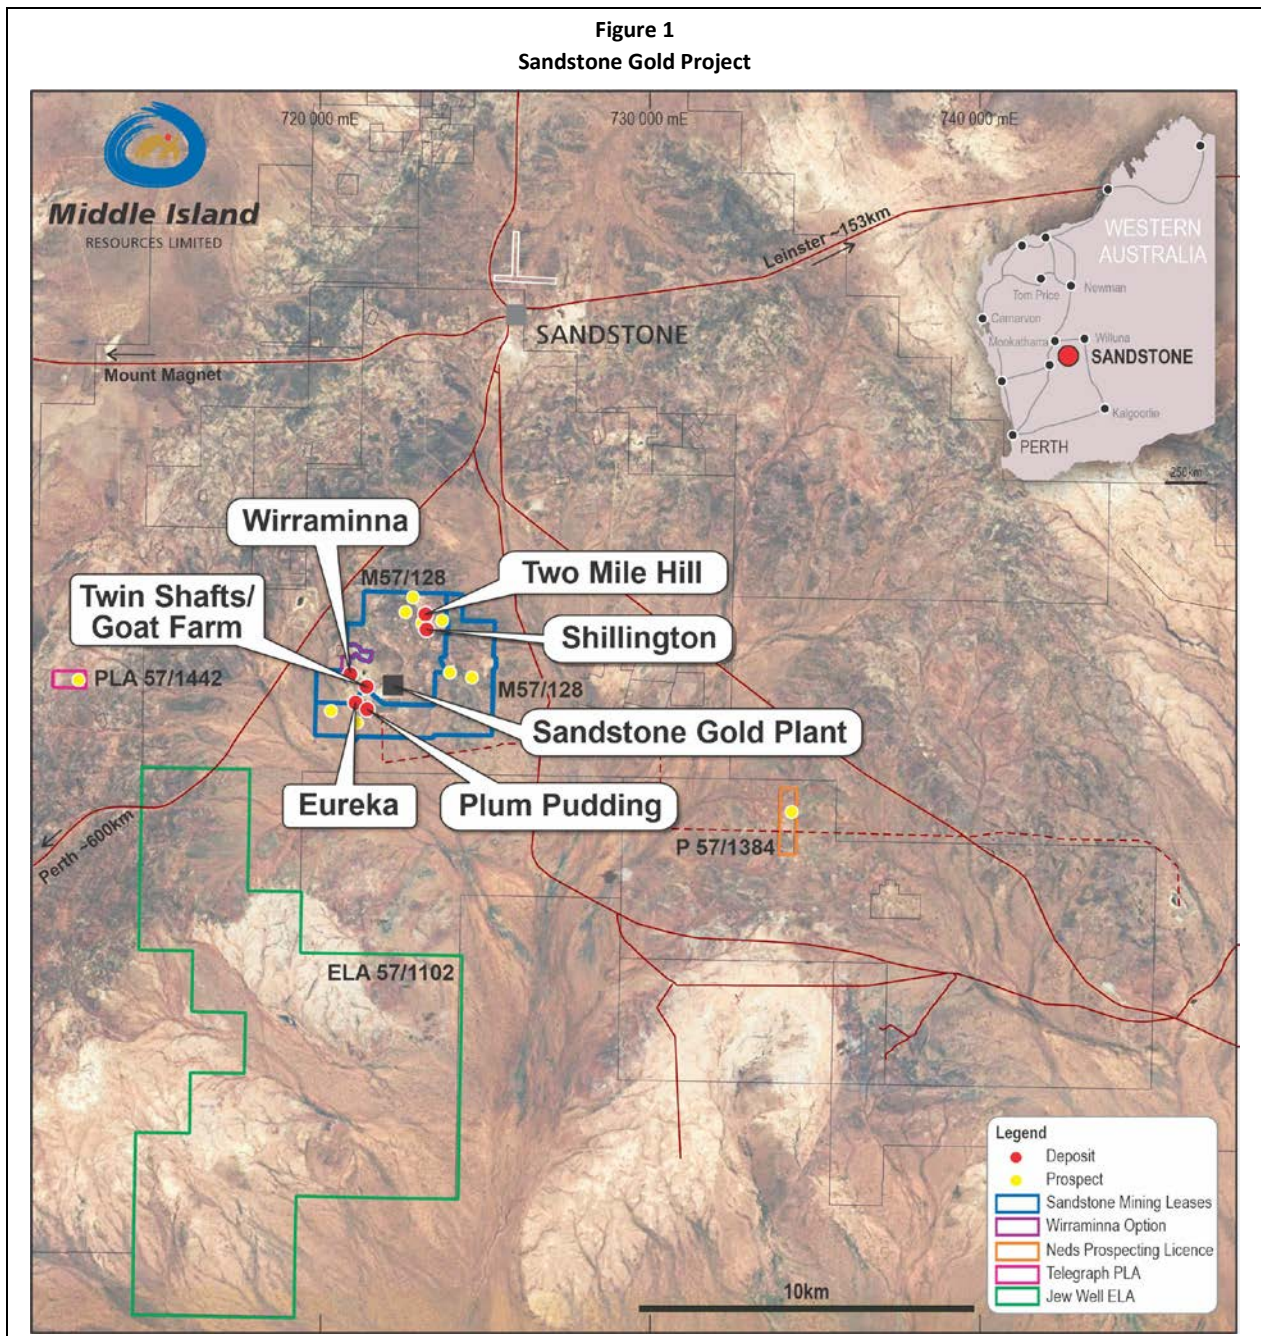 Figure 1
Sandstone Gold Project
720 000 mE
730 000 mE
740 000 mE
Middle Island
RESOURCES LIMITED
Leinster ~153km
WESTERN
AUSTRALIA
Tom Price
Newman
Carnarvon
Meekatharra
Wiluna
SANDSTONE
Kalgoorlie
PERTH
250km
SANDSTONE
Mount Magnet
Wirraminna
M57/128
Two Mile Hill
Twin Shafts/
Goat Farm
Shillington
PLA 57/1442
M57/128
Sandstone Gold Plant
Eureka
Plum Pudding
Perth ~600km
P 57/1384
ELA 57/1102
Legend
Deposit
Prospect
Sandstone Mining Leases
Wirraminna Option
Neds Prospecting Licence
Telegraph PLA
Jew Well ELA
10km